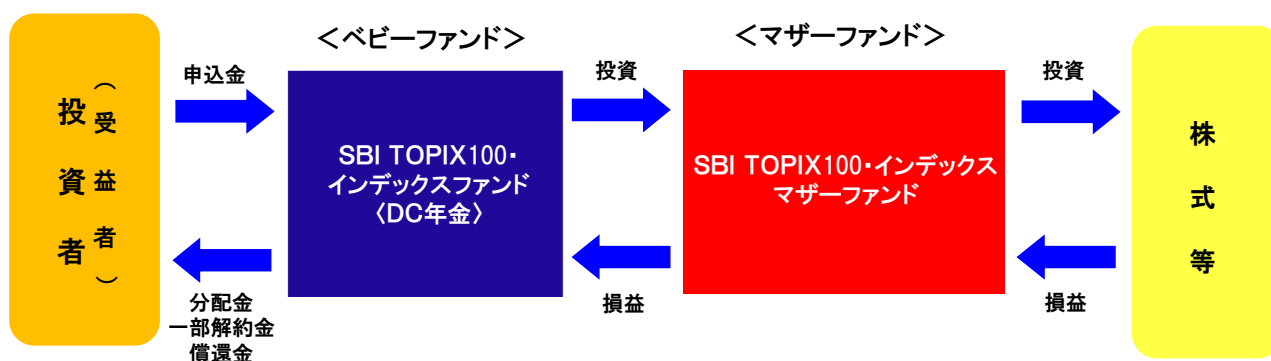 投資者
(受益者)
申込金
分配金
一部解約金
償還金
<ベビーファンド>
SBI TOPIX100・
インデックスファンド
〈DC年金〉
投資
損益
<マザーファンド>
SBI TOPIX100・インデックス
マザーファンド
投資
損益
株式等